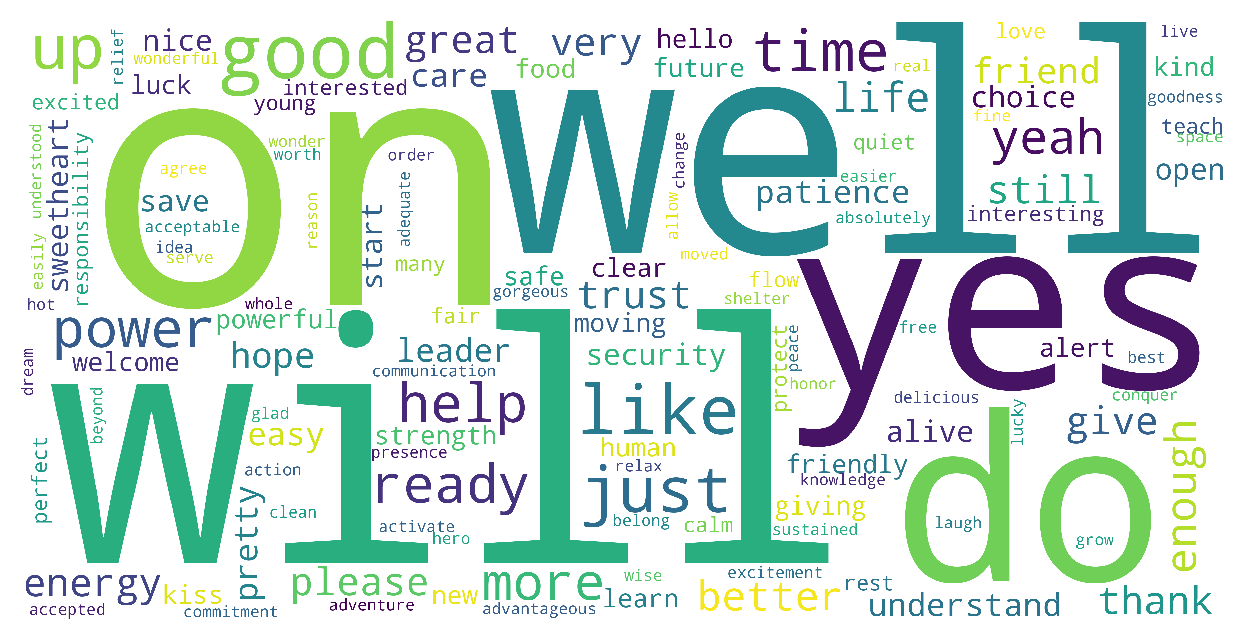 up
relief
nice
wonderful
luck
good
great
care
interested
young
very
food
hello
future
time
real
love
friend
choice
fine
live
kind
goodness
teach
space
open
excited
easily understood
sweetheart
responsibility
on
agree
save
acceptable
idea
serve
wonder
worth
reason
order
start
adequate
many
well
change
allow
life
quiet
easier
patience
absolutely
yeah
still
interesting
hot
whole
power
powerful
welcome
hope
fair
safe
gorgeous
clear
trust
moving
moved
flow
shelter
yes
free
alert
best
dream
leader
communication
security
protect
peace
honor
delicious
conquer
will
beyond
glad
easy
help
strength
presence
like
human
relax
just
ready
action
clean
pretty
perfect
activate
hero
belong
calm
friendly
knowledge
giving
sustained
alive
lucky
give
enough
do
laugh
grow
energy
accepted
kiss
commitment
please
adventure
new
more
advantageous
wise
learn
excitement
better
rest
understand
thank